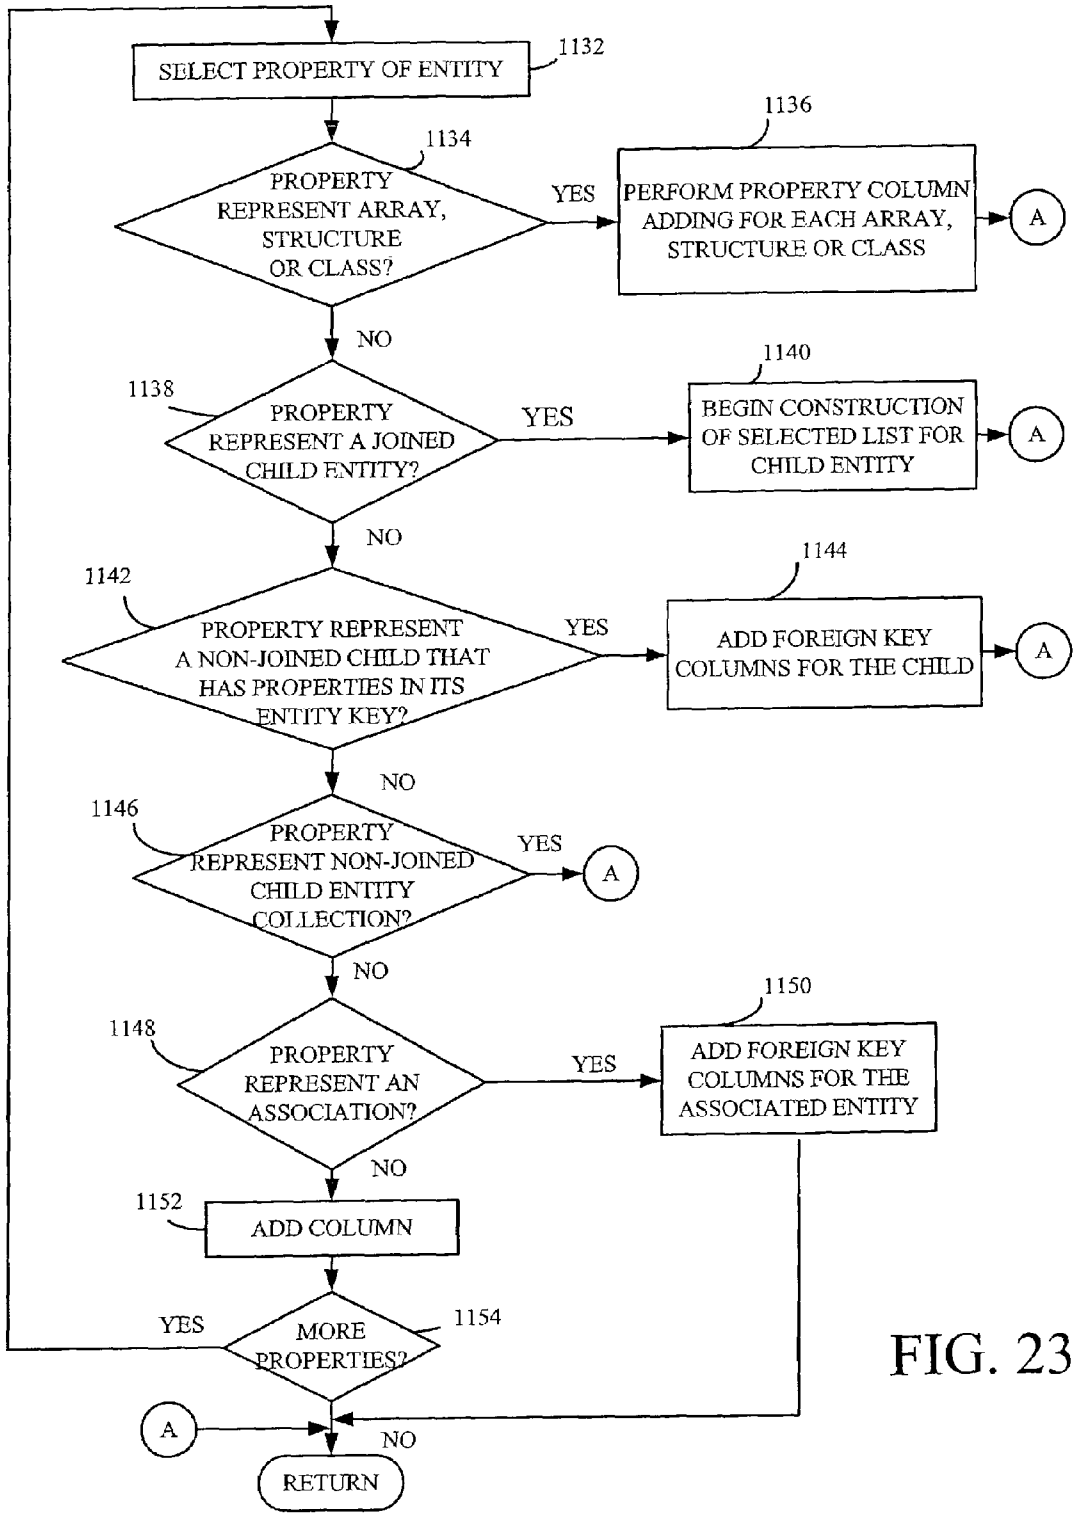 1132
SELECT PROPERTY OF ENTITY
1134
PROPERTY
REPRESENT ARRAY,
STRUCTURE
OR CLASS?
YES
1136
PERFORM PROPERTY COLUMN
ADDING FOR EACH ARRAY,
STRUCTURE OR CLASS
A
NO
1138
PROPERTY
REPRESENT A JOINED
CHILD ENTITY?
YES
1140
BEGIN CONSTRUCTION
OF SELECTED LIST FOR
CHILD ENTITY
A
NO
1142
PROPERTY REPRESENT
A NON-JOINED CHILD THAT
HAS PROPERTIES IN ITS
ENTITY KEY?
YES
1144
ADD FOREIGN KEY
COLUMNS FOR THE CHILD
A
NO
1146
PROPERTY
REPRESENT NON-JOINED
CHILD ENTITY
COLLECTION?
YES
A
NO
1148
PROPERTY
REPRESENT AN
ASSOCIATION?
YES
1150
ADD FOREIGN KEY
COLUMNS FOR THE
ASSOCIATED ENTITY
NO
1152
ADD COLUMN
YES
MORE
PROPERTIES?
1154
FIG. 23
A
NO
RETURN